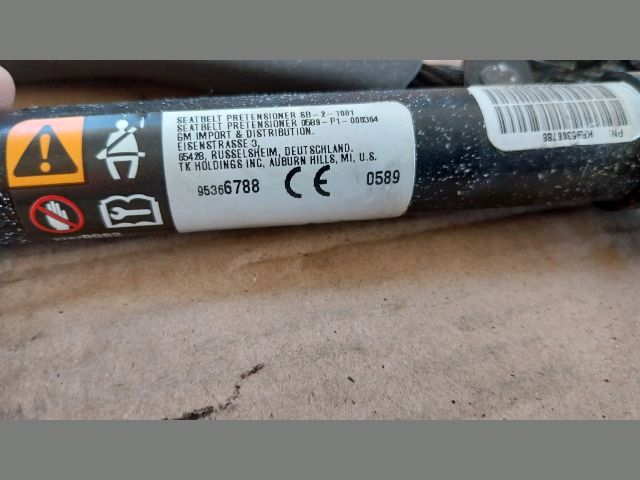 SEATBELT PRETENSIONER SB-2-1001
SEATBELT PRETENSIONER 0589-P1-000364
GM IMPORT & DISTRIBUTION.
EISENSTRASSE 3,
65428, RUSSELSHEIM, DEUTSCHLAND.
TK HOLDINGS INC, AUBURN HILLS, MI, U.S.
95366788 CE 0589
PN: